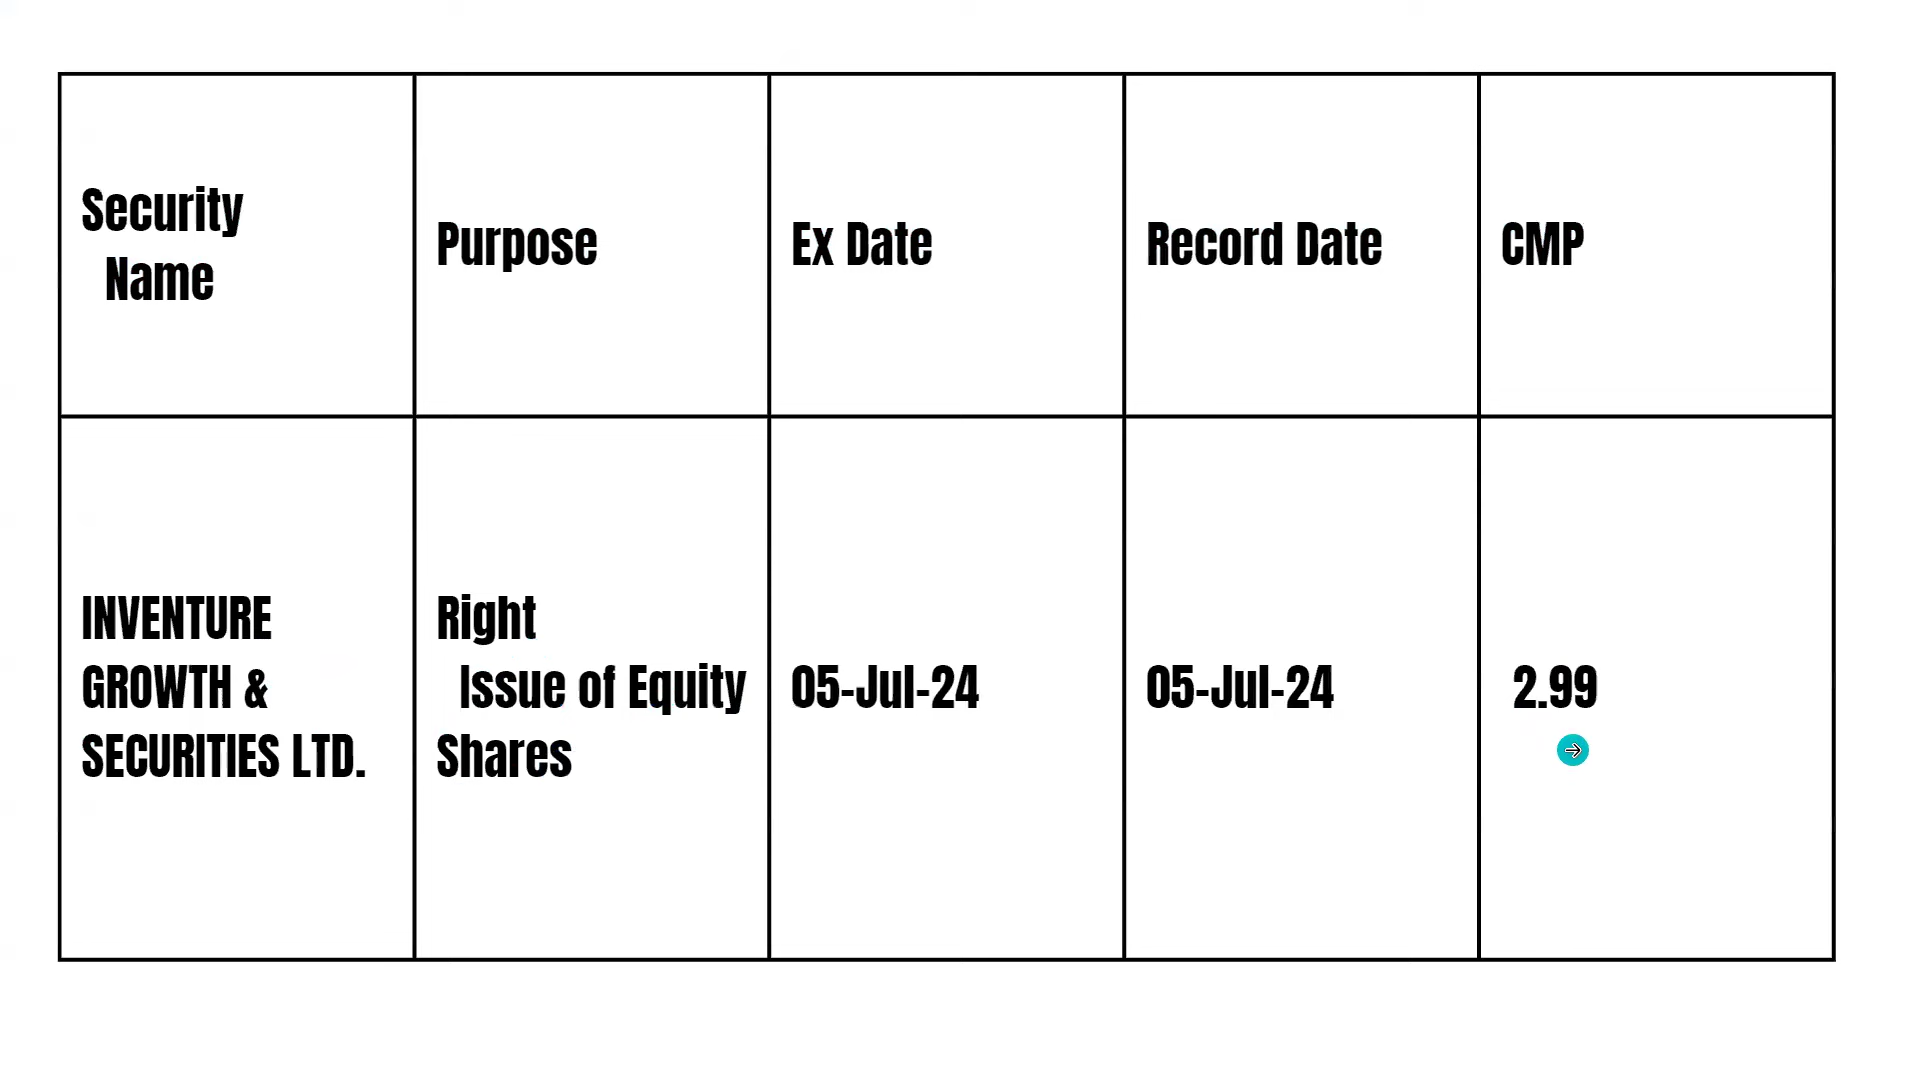 Security
Name
Purpose
Ex Date
Record Date
CMP
INVENTURE
GROWTH &
SECURITIES LTD.
Right
Issue of Equity
Shares
05-Jul-24
05-Jul-24
2.99